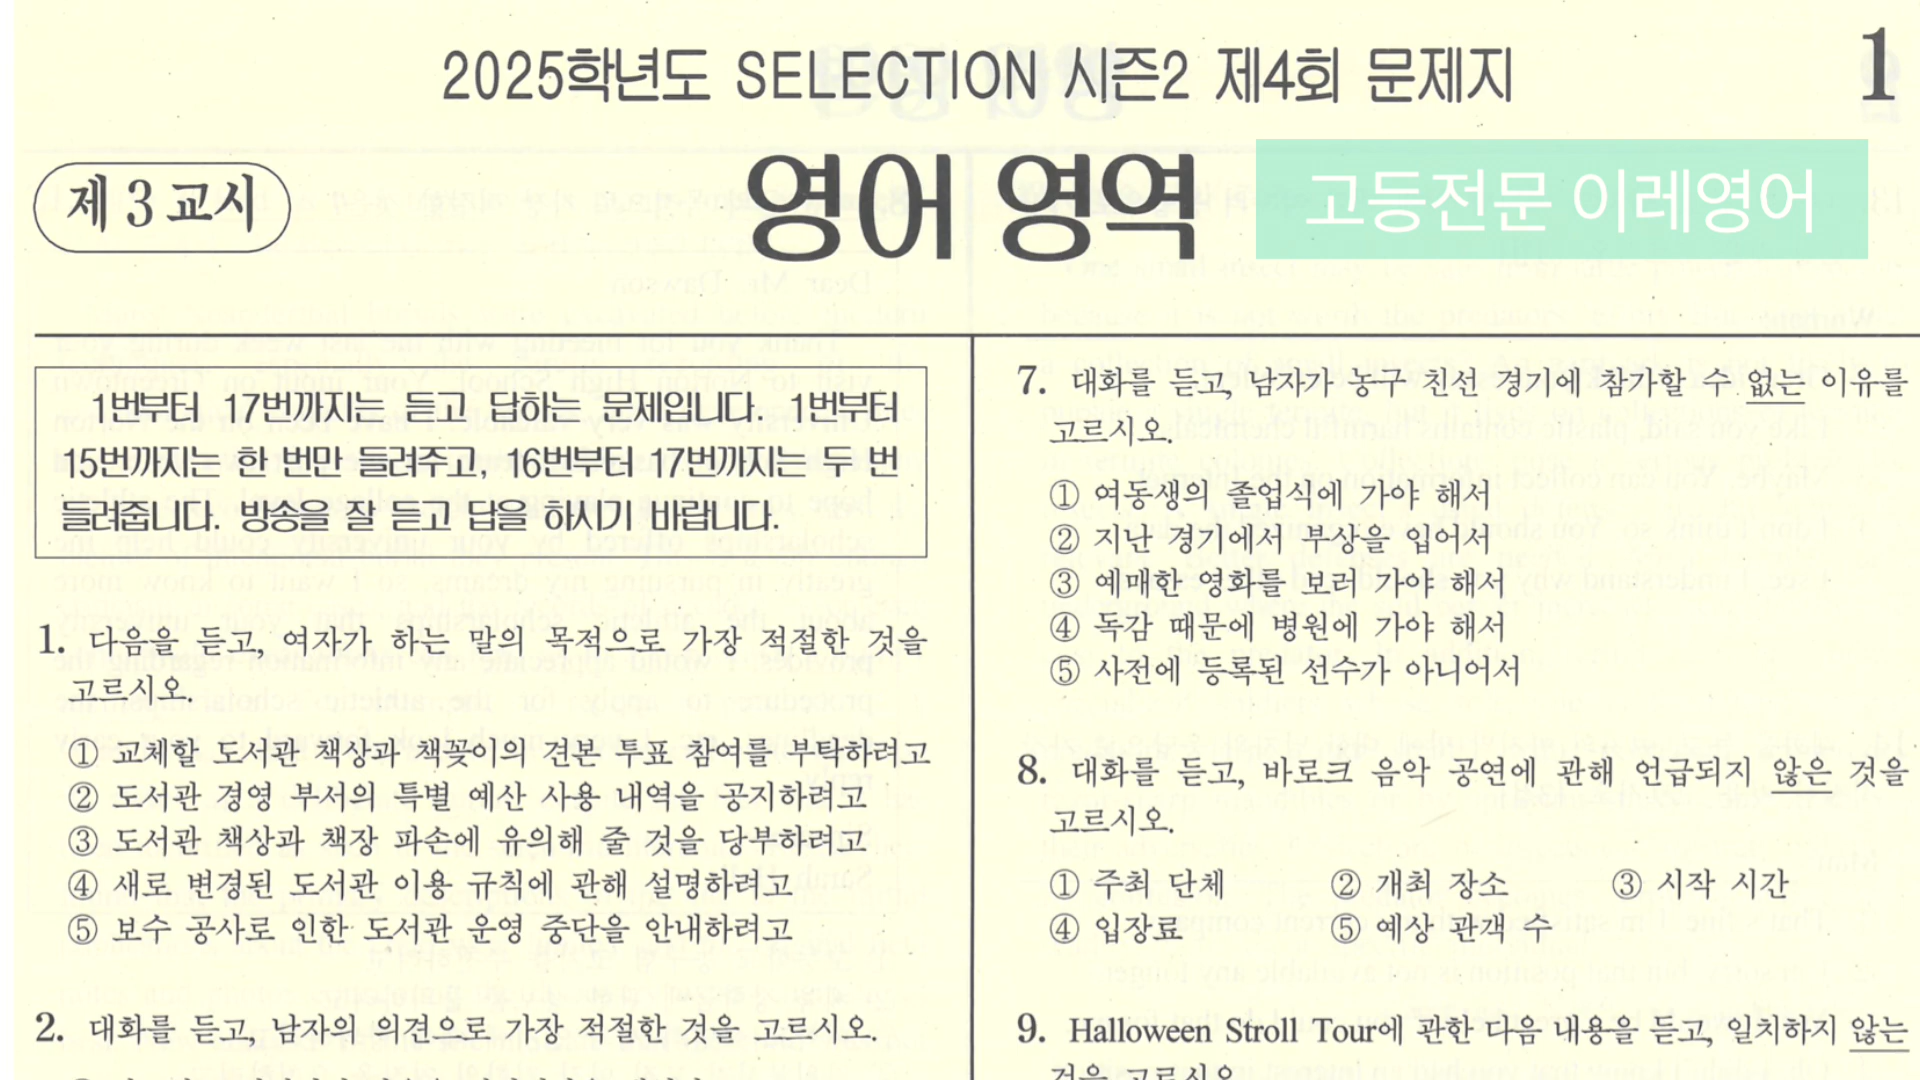 2025학년도 SELECTION 시즌2 제4회 문제지
1
제 3 교시
영어 영역
고등전문 이레영어
1번부터 17번까지는 듣고 답하는 문제입니다. 1번부터
15번까지는 한 번만 들려주고, 16번부터 17번까지는 두 번
들려줍니다. 방송을 잘 듣고 답을 하시기 바랍니다.
1. 다음을 듣고, 여자가 하는 말의 목적으로 가장 적절한 것을
고르시오.
① 교체할 도서관 책상과 책꽂이의 견본 투표 참여를 부탁하려고
② 도서관 경영 부서의 특별 예산 사용 내역을 공지하려고
③ 도서관 책상과 책장 파손에 유의해 줄 것을 당부하려고
④ 새로 변경된 도서관 이용 규칙에 관해 설명하려고
⑤ 보수 공사로 인한 도서관 운영 중단을 안내하려고
2. 대화를 듣고, 남자의 의견으로 가장 적절한 것을 고르시오.
7. 대화를 듣고, 남자가 농구 친선 경기에 참가할 수 없는 이유를
고르시오.
① 여동생의 졸업식에 가야 해서
② 지난 경기에서 부상을 입어서
③ 예매한 영화를 보러 가야 해서
④ 독감 때문에 병원에 가야 해서
⑤ 사전에 등록된 선수가 아니어서
8. 대화를 듣고, 바로크 음악 공연에 관해 언급되지 않은 것을
고르시오.
① 주최 단체 ② 개최 장소 ③ 시작 시간
④ 입장료 ⑤ 예상 관객 수
9. Halloween Stroll Tour에 관한 다음 내용을 듣고, 일치하지 않는
것을 고르시오.